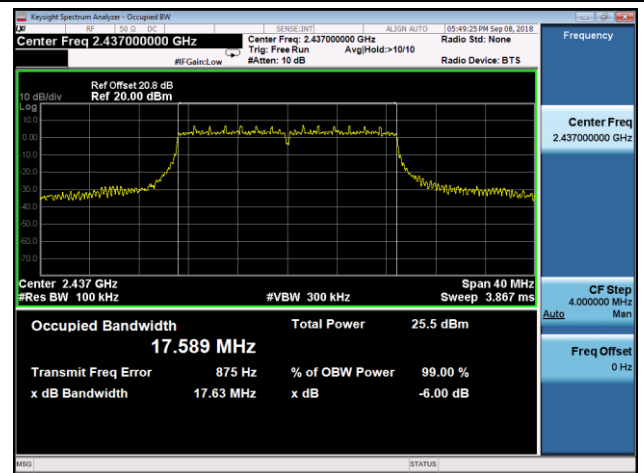 Keysight Spectrum Analyzer - Occupied BW
LXI RF 50 Ω DC SENSE:INT ALIGN AUTO 05:49:25 PM Sep 08, 2018
Center Freq 2.437000000 GHz Center Freq: 2.437000000 GHz Radio Std: None Frequency
Trig: Free Run Avg|Hold:>10/10
#IFGain:Low #Atten: 10 dB Radio Device: BTS
Ref Offset 20.8 dB
10 dB/div Ref 20.00 dBm
Log
10.0
0.00
-10.0
-20.0
-30.0
-40.0
-50.0
-60.0
-70.0
Center Freq
2.437000000 GHz
Center 2.437 GHz Span 40 MHz
#Res BW 100 kHz #VBW 300 kHz Sweep 3.867 ms
CF Step
4.000000 MHz
Auto Man
Occupied Bandwidth Total Power 25.5 dBm
17.589 MHz
Freq Offset
0 Hz
Transmit Freq Error 875 Hz % of OBW Power 99.00 %
x dB Bandwidth 17.63 MHz x dB -6.00 dB
MSG STATUS